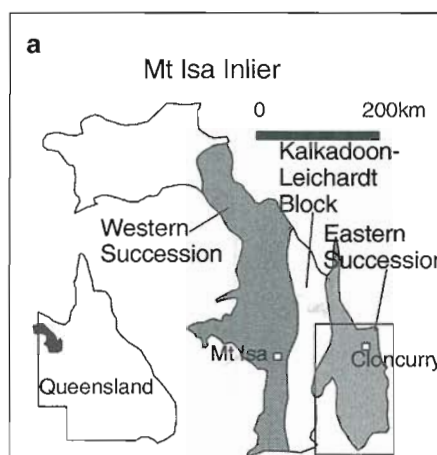 a
Mt Isa Inlier
0 200km
Kalkadoon-
Leichardt
Block
Western
Succession
Eastern
Succession
Mt Isa
Cloncurry
Queensland